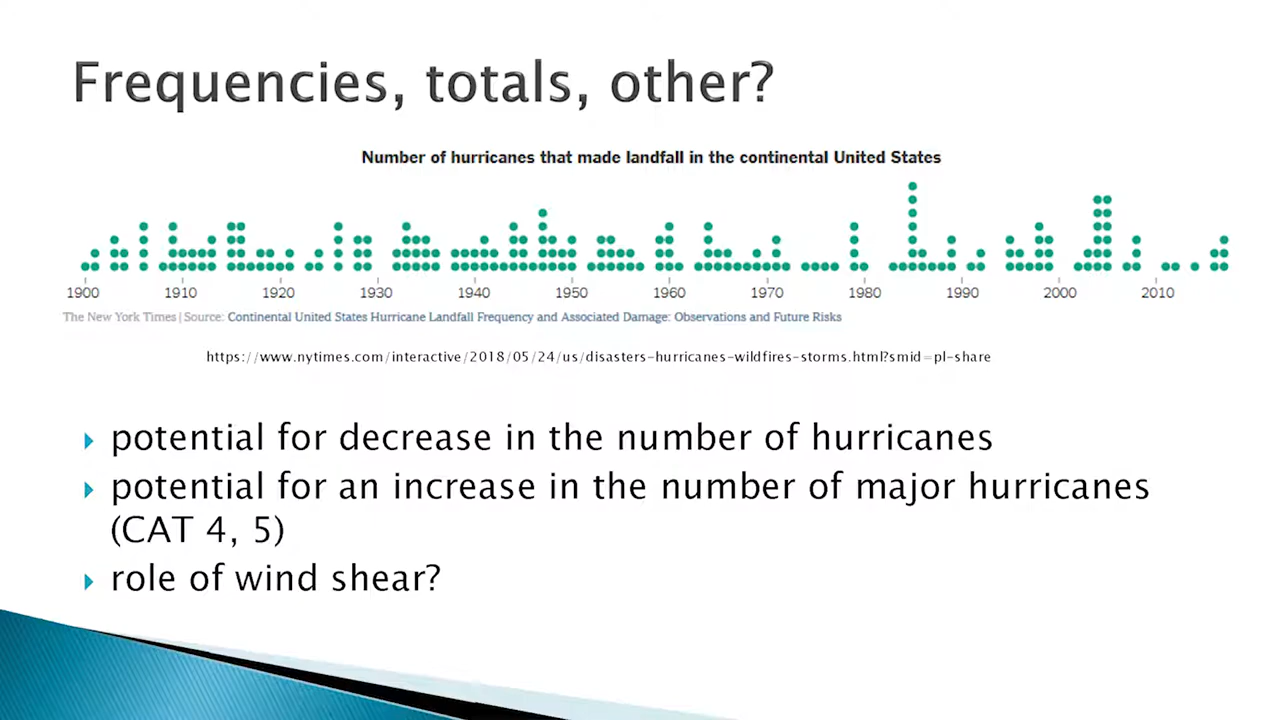 Frequencies, totals, other?
Number of hurricanes that made landfall in the continental United States
1900 1910 1920 1930 1940 1950 1960 1970 1980 1990 2000 2010
The New York Times | Source: Continental United States Hurricane Landfall Frequency and Associated Damage: Observations and Future Risks
https://www.nytimes.com/interactive/2018/05/24/us/disasters-hurricanes-wildfires-storms.html?smid=pl-share
potential for decrease in the number of hurricanes
potential for an increase in the number of major hurricanes
(CAT 4, 5)
role of wind shear?